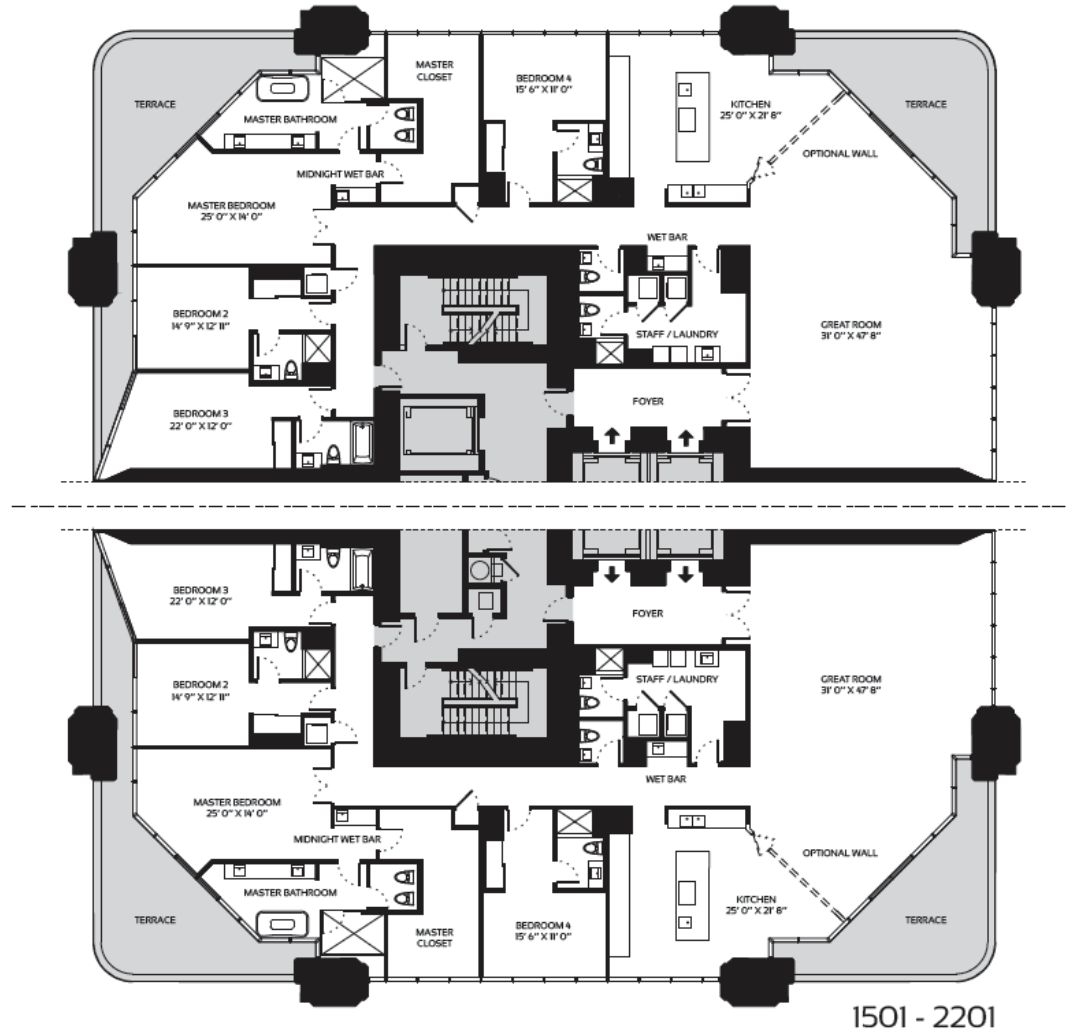 MASTER
CLOSET
BEDROOM 4
15' 6" X 11' 0"
TERRACE
MASTER BATHROOM
KITCHEN
25' 0" X 21' 8"
TERRACE
OPTIONAL WALL
MIDNIGHT WET BAR
MASTER BEDROOM
25' 0" X 14' 0"
WET BAR
BEDROOM 2
14' 9" X 12' 11"
STAFF / LAUNDRY
GREAT ROOM
31' 0" X 47' 8"
BEDROOM 3
22' 0" X 12' 0"
FOYER
BEDROOM 3
22' 0" X 12' 0"
FOYER
BEDROOM 2
14' 9" X 12' 11"
STAFF / LAUNDRY
GREAT ROOM
31' 0" X 47' 8"
WET BAR
MASTER BEDROOM
25' 0" X 14' 0"
MIDNIGHT WET BAR
OPTIONAL WALL
MASTER BATHROOM
KITCHEN
25' 0" X 21' 8"
TERRACE
MASTER
CLOSET
BEDROOM 4
15' 6" X 11' 0"
TERRACE
1501 - 2201